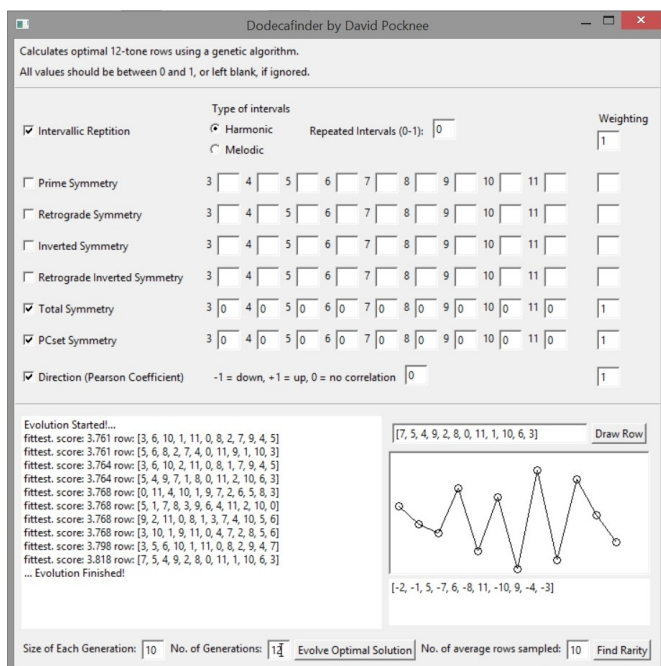 Dodecafinder by David Pocknee
Calculates optimal 12-tone rows using a genetic algorithm.
All values should be between 0 and 1, or left blank, if ignored.
Type of intervals
Weighting
Intervallic Reptition Harmonic Repeated Intervals (0-1): 0 1
Melodic
Prime Symmetry 3 4 5 6 7 8 9 10 11
Retrograde Symmetry 3 4 5 6 7 8 9 10 11
Inverted Symmetry 3 4 5 6 7 8 9 10 11
Retrograde Inverted Symmetry 3 4 5 6 7 8 9 10 11
Total Symmetry 3 0 4 0 5 0 6 0 7 0 8 0 9 0 10 0 11 0 1
PCset Symmetry 3 0 4 0 5 0 6 0 7 0 8 0 9 0 10 0 11 0 1
Direction (Pearson Coefficient) -1 = down, +1 = up, 0 = no correlation 0 1
Evolution Started!...
fittest. score: 3.761 row: [3, 6, 10, 1, 11, 0, 8, 2, 7, 9, 4, 5]
fittest. score: 3.761 row: [5, 6, 8, 2, 7, 4, 0, 11, 9, 1, 10, 3]
fittest. score: 3.764 row: [3, 6, 10, 2, 11, 0, 8, 1, 7, 9, 4, 5]
fittest. score: 3.764 row: [5, 4, 9, 7, 1, 8, 0, 11, 2, 10, 6, 3]
fittest. score: 3.768 row: [0, 11, 4, 10, 1, 9, 7, 2, 6, 5, 8, 3]
fittest. score: 3.768 row: [5, 1, 7, 8, 3, 9, 6, 4, 11, 2, 10, 0]
fittest. score: 3.768 row: [9, 2, 11, 0, 8, 1, 3, 7, 4, 10, 5, 6]
fittest. score: 3.768 row: [3, 10, 1, 9, 11, 0, 4, 7, 2, 8, 5, 6]
fittest. score: 3.798 row: [3, 5, 6, 10, 1, 11, 0, 8, 2, 9, 4, 7]
fittest. score: 3.818 row: [7, 5, 4, 9, 2, 8, 0, 11, 1, 10, 6, 3]
... Evolution Finished!
[7, 5, 4, 9, 2, 8, 0, 11, 1, 10, 6, 3] Draw Row
[-2, -1, 5, -7, 6, -8, 11, -10, 9, -4, -3]
Size of Each Generation: 10 No. of Generations: 12 Evolve Optimal Solution No. of average rows sampled: 10 Find Rarity